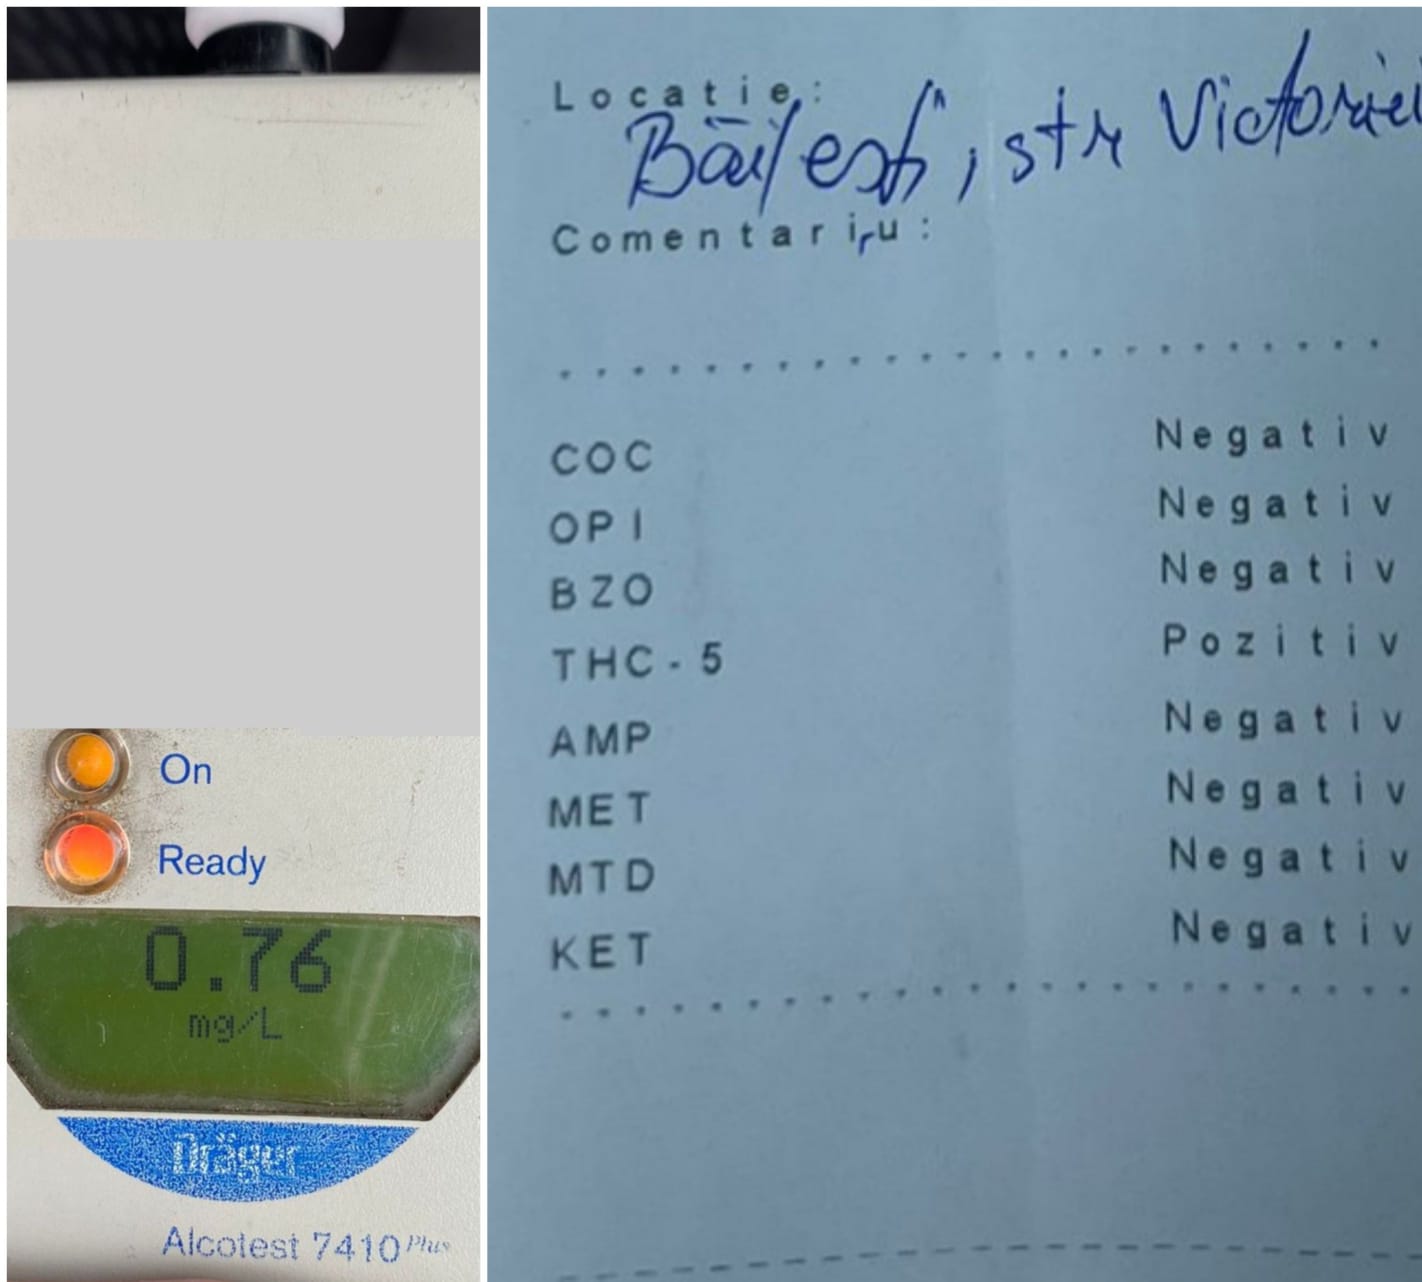 On
Ready
0.76
mg/L
Dräger
Alcotest 7410 Plus
Locatie:
Băilești, str Victoriei
Comentariu:
COC Negativ
OPI Negativ
BZO Negativ
THC-5 Pozitiv
AMP Negativ
MET Negativ
MTD Negativ
KET Negativ